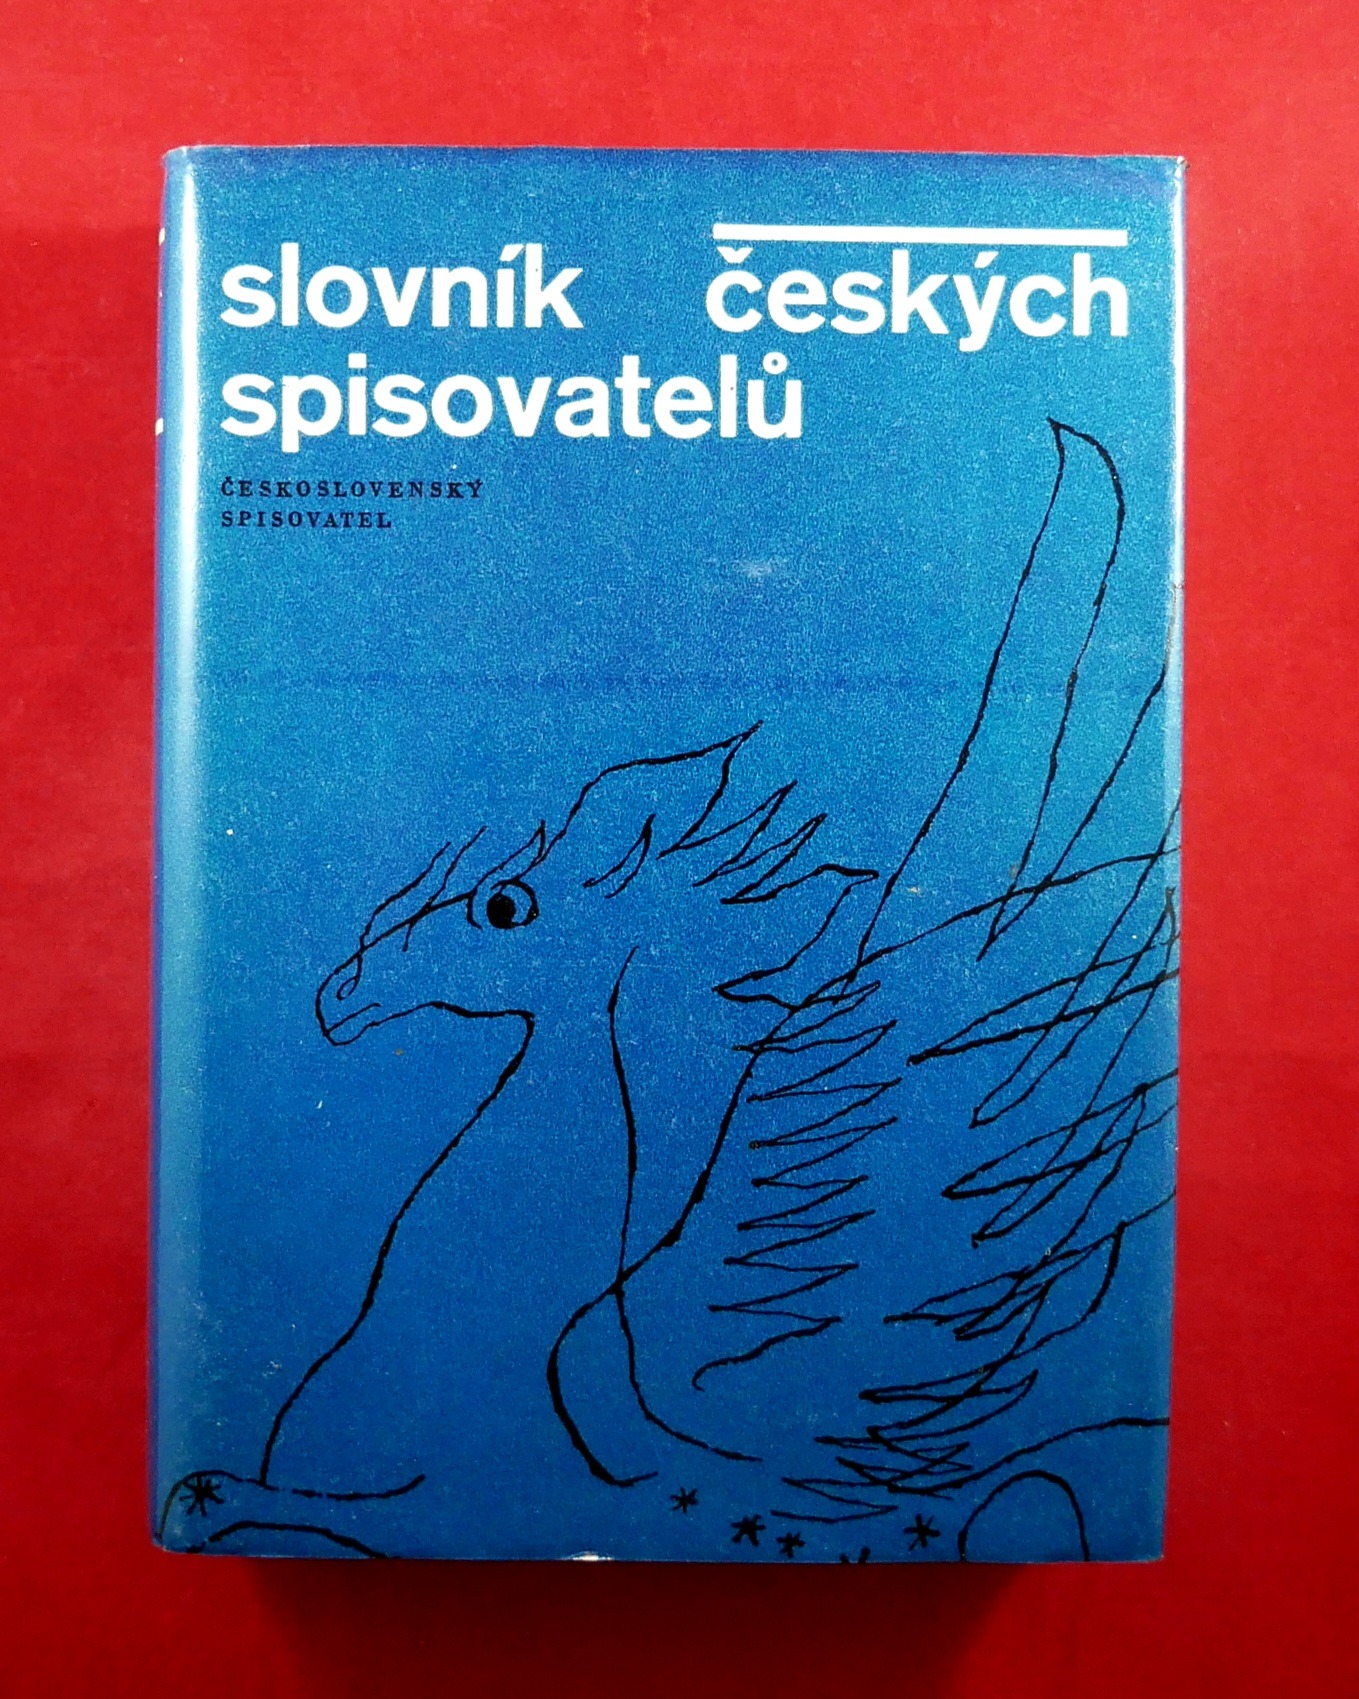 slovník českých
spisovatelů
ČESKOSLOVENSKÝ
SPISOVATEL